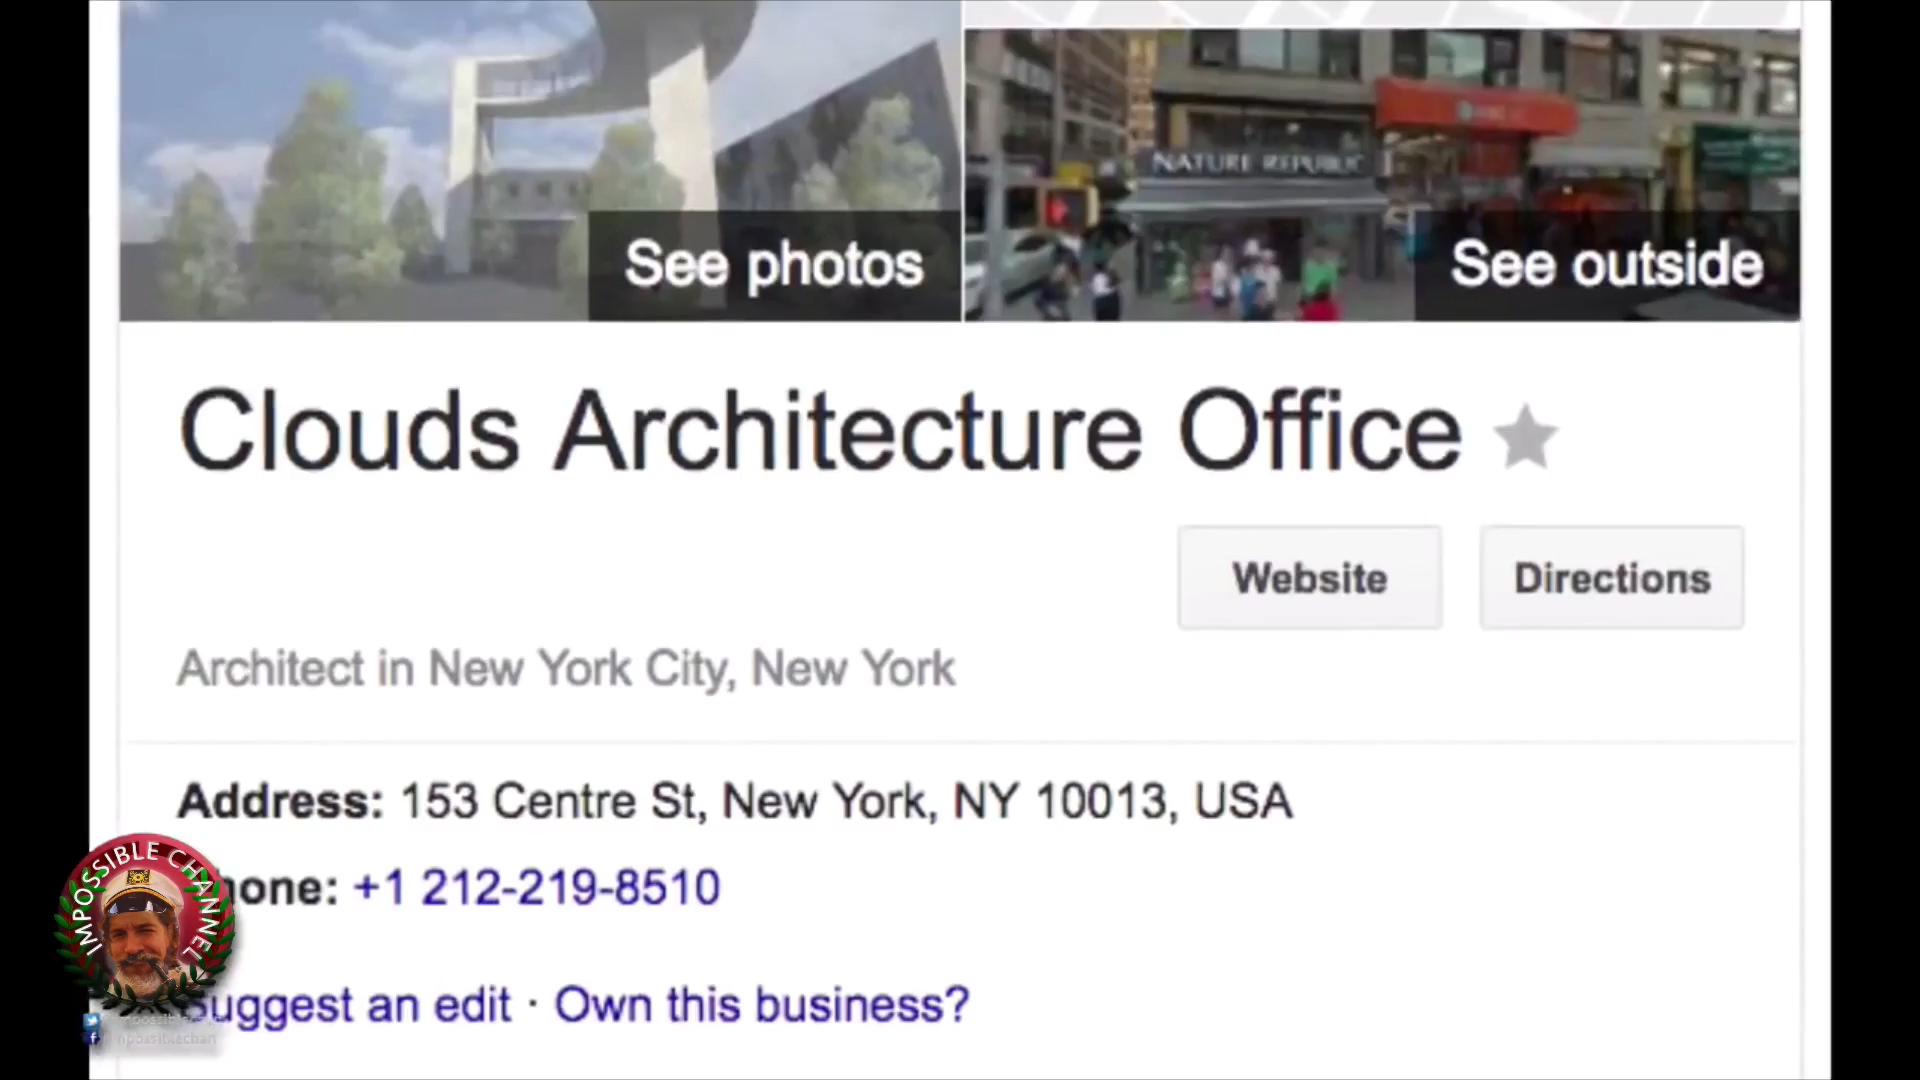 NATURE REPUBLIC
See photos
See outside
Clouds Architecture Office
Website
Directions
Architect in New York City, New York
Address: 153 Centre St, New York, NY 10013, USA
hone: +1 212-219-8510
Suggest an edit · Own this business?
IMPOSSIBLE CHANNEL